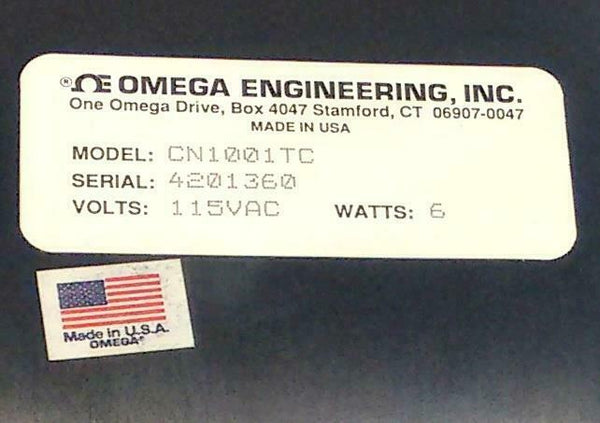 ®ΩE OMEGA ENGINEERING, INC.
One Omega Drive, Box 4047 Stamford, CT 06907-0047
MADE IN USA
MODEL: CN1001TC
SERIAL: 4201360
VOLTS: 115VAC WATTS: 6
Made in U.S.A.
OMEGA®